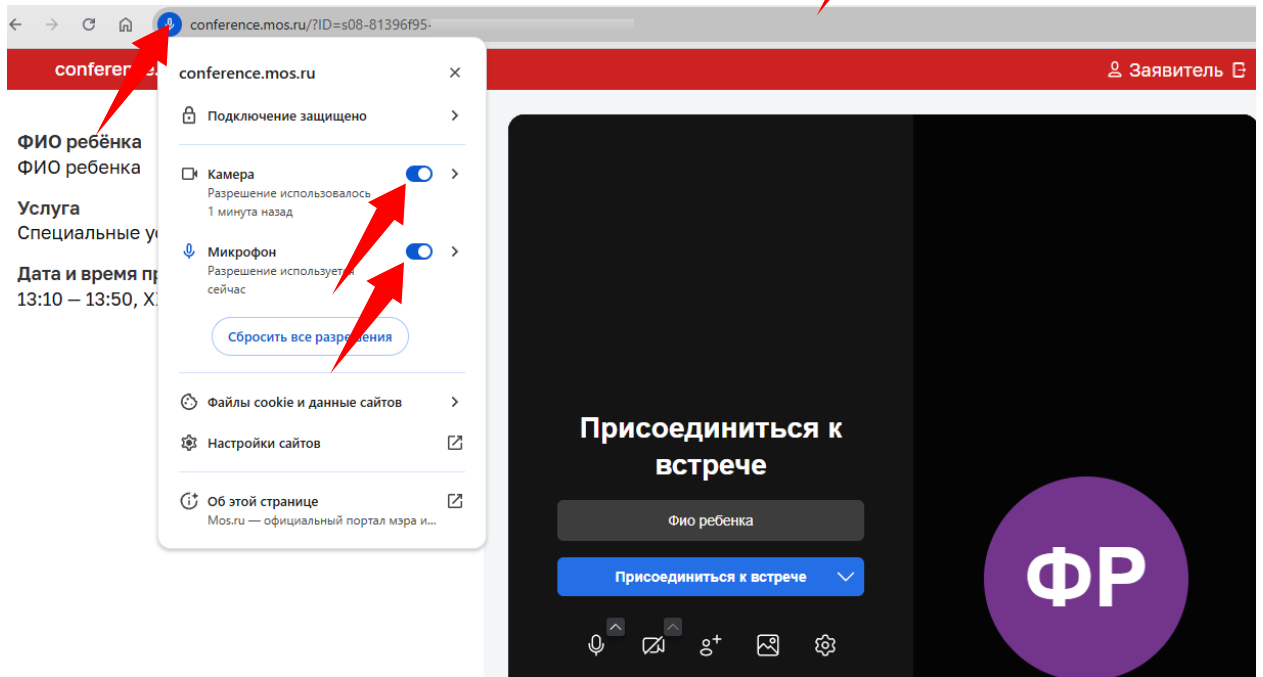 conference.mos.ru/?ID=s08-81396f95-
conference.
Заявитель
ФИО ребёнка
ФИО ребенка
Услуга
Специальные
Дата и время
13:10 — 13:50,
conference.mos.ru
Подключение защищено
Камера
Разрешение использовалось
1 минута назад
Микрофон
Разрешение используется
сейчас
Сбросить все разрешения
Файлы cookie и данные сайтов
Настройки сайтов
Об этой странице
Mos.ru — официальный портал мэра и...
Присоединиться к
встрече
Фио ребенка
Присоединиться к встрече
ФР